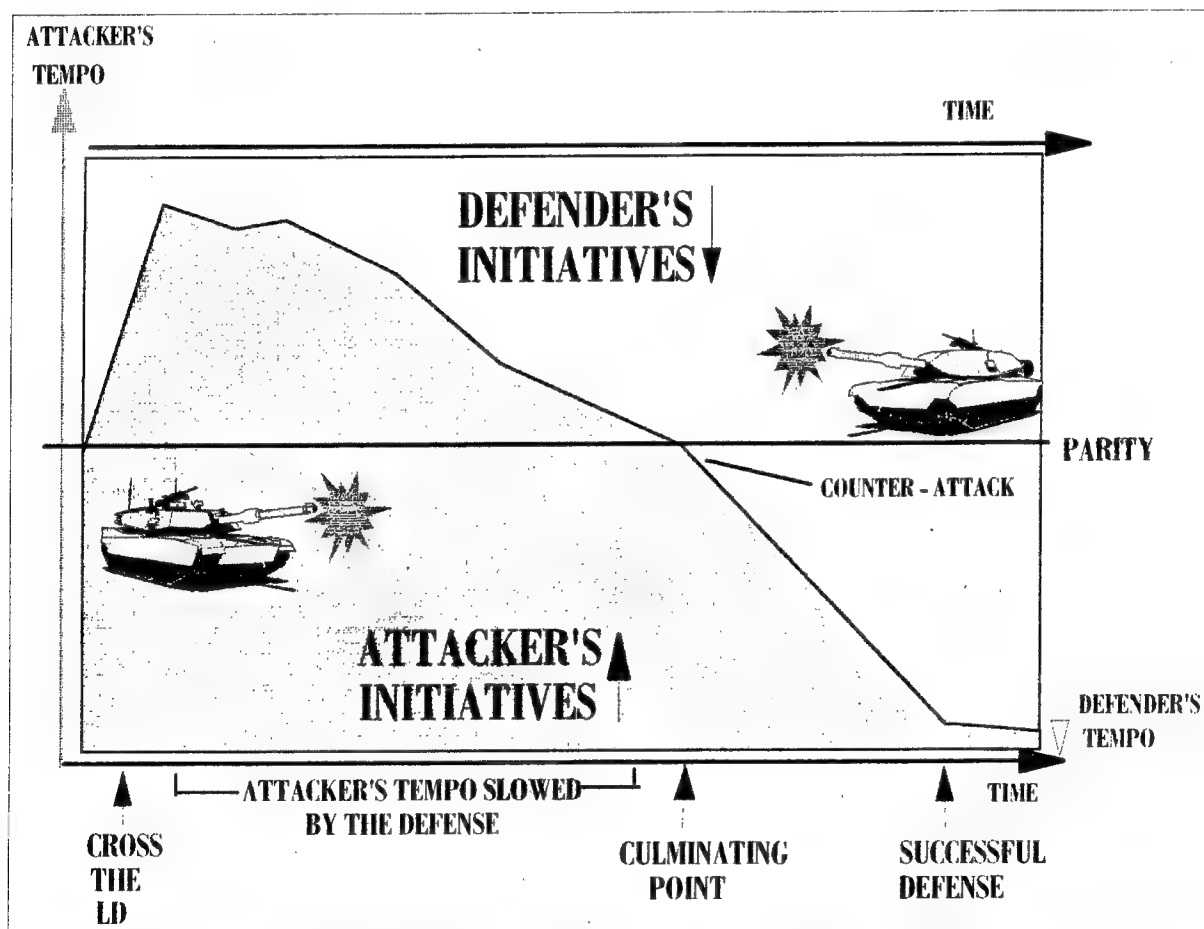 ATTACKER'S
TEMPO
TIME
DEFENDER'S
INITIATIVES
PARITY
COUNTER - ATTACK
ATTACKER'S
INITIATIVES
DEFENDER'S
TEMPO
TIME
ATTACKER'S TEMPO SLOWED
BY THE DEFENSE
CROSS
THE
LD
CULMINATING
POINT
SUCCESSFUL
DEFENSE